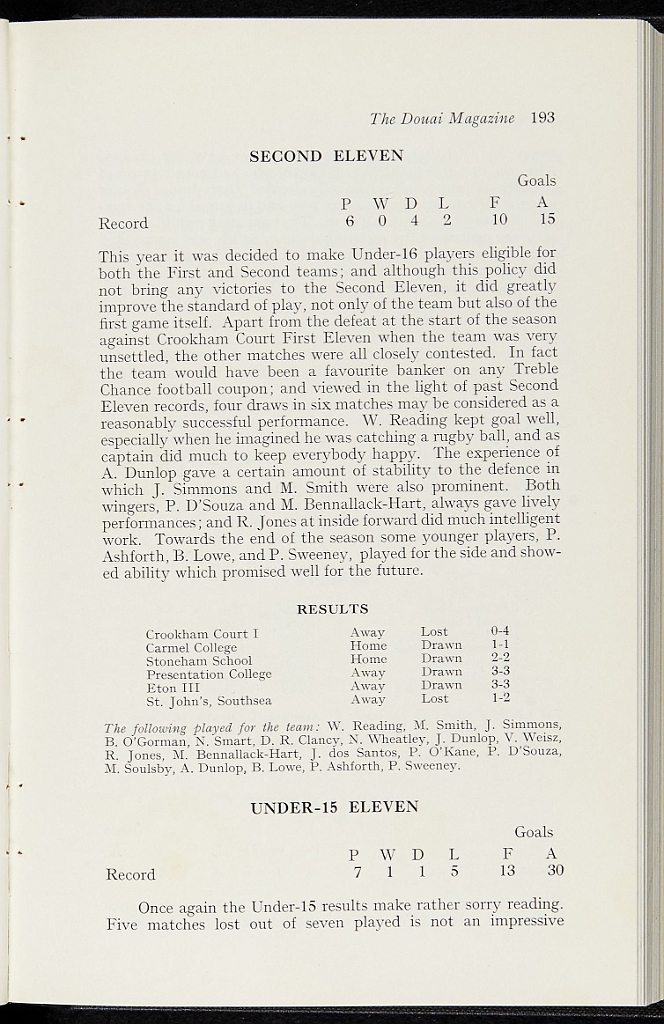 The Douai Magazine 193
SECOND ELEVEN
Goals
P W D L F A
Record 6 0 4 2 10 15
This year it was decided to make Under-16 players eligible for
both the First and Second teams; and although this policy did
not bring any victories to the Second Eleven, it did greatly
improve the standard of play, not only of the team but also of the
first game itself. Apart from the defeat at the start of the season
against Crookham Court First Eleven when the team was very
unsettled, the other matches were all closely contested. In fact
the team would have been a favourite banker on any Treble
Chance football coupon; and viewed in the light of past Second
Eleven records, four draws in six matches may be considered as a
reasonably successful performance. W. Reading kept goal well,
especially when he imagined he was catching a rugby ball, and as
captain did much to keep everybody happy. The experience of
A. Dunlop gave a certain amount of stability to the defence in
which J. Simmons and M. Smith were also prominent. Both
wingers, P. D'Souza and M. Bennallack-Hart, always gave lively
performances; and R. Jones at inside forward did much intelligent
work. Towards the end of the season some younger players, P.
Ashforth, B. Lowe, and P. Sweeney, played for the side and show-
ed ability which promised well for the future.
RESULTS
Crookham Court I Away Lost 0-4
Carmel College Home Drawn 1-1
Stoneham School Home Drawn 2-2
Presentation College Away Drawn 3-3
Eton III Away Drawn 3-3
St. John's, Southsea Away Lost 1-2
The following played for the team: W. Reading, M. Smith, J. Simmons,
B. O'Gorman, N. Smart, D. R. Clancy, N. Wheatley, J. Dunlop, V. Weisz,
R. Jones, M. Bennallack-Hart, J. dos Santos, P. O'Kane, P. D'Souza,
M. Soulsby, A. Dunlop, B. Lowe, P. Ashforth, P. Sweeney.
UNDER-15 ELEVEN
Goals
P W D L F A
Record 7 1 1 5 13 30
Once again the Under-15 results make rather sorry reading.
Five matches lost out of seven played is not an impressive